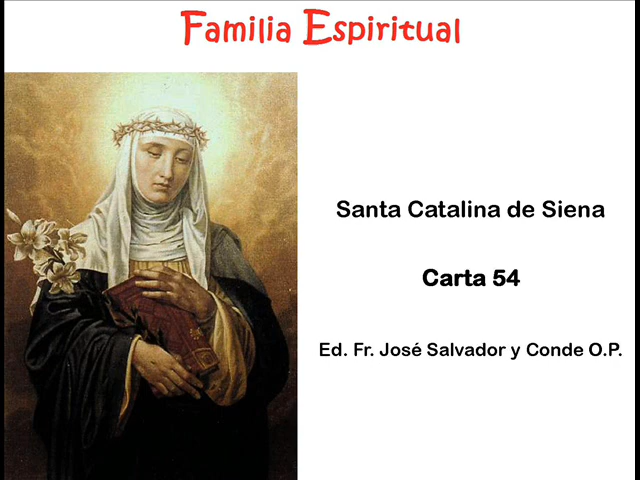 Familia Espiritual
Santa Catalina de Siena
Carta 54
Ed. Fr. José Salvador y Conde O.P.